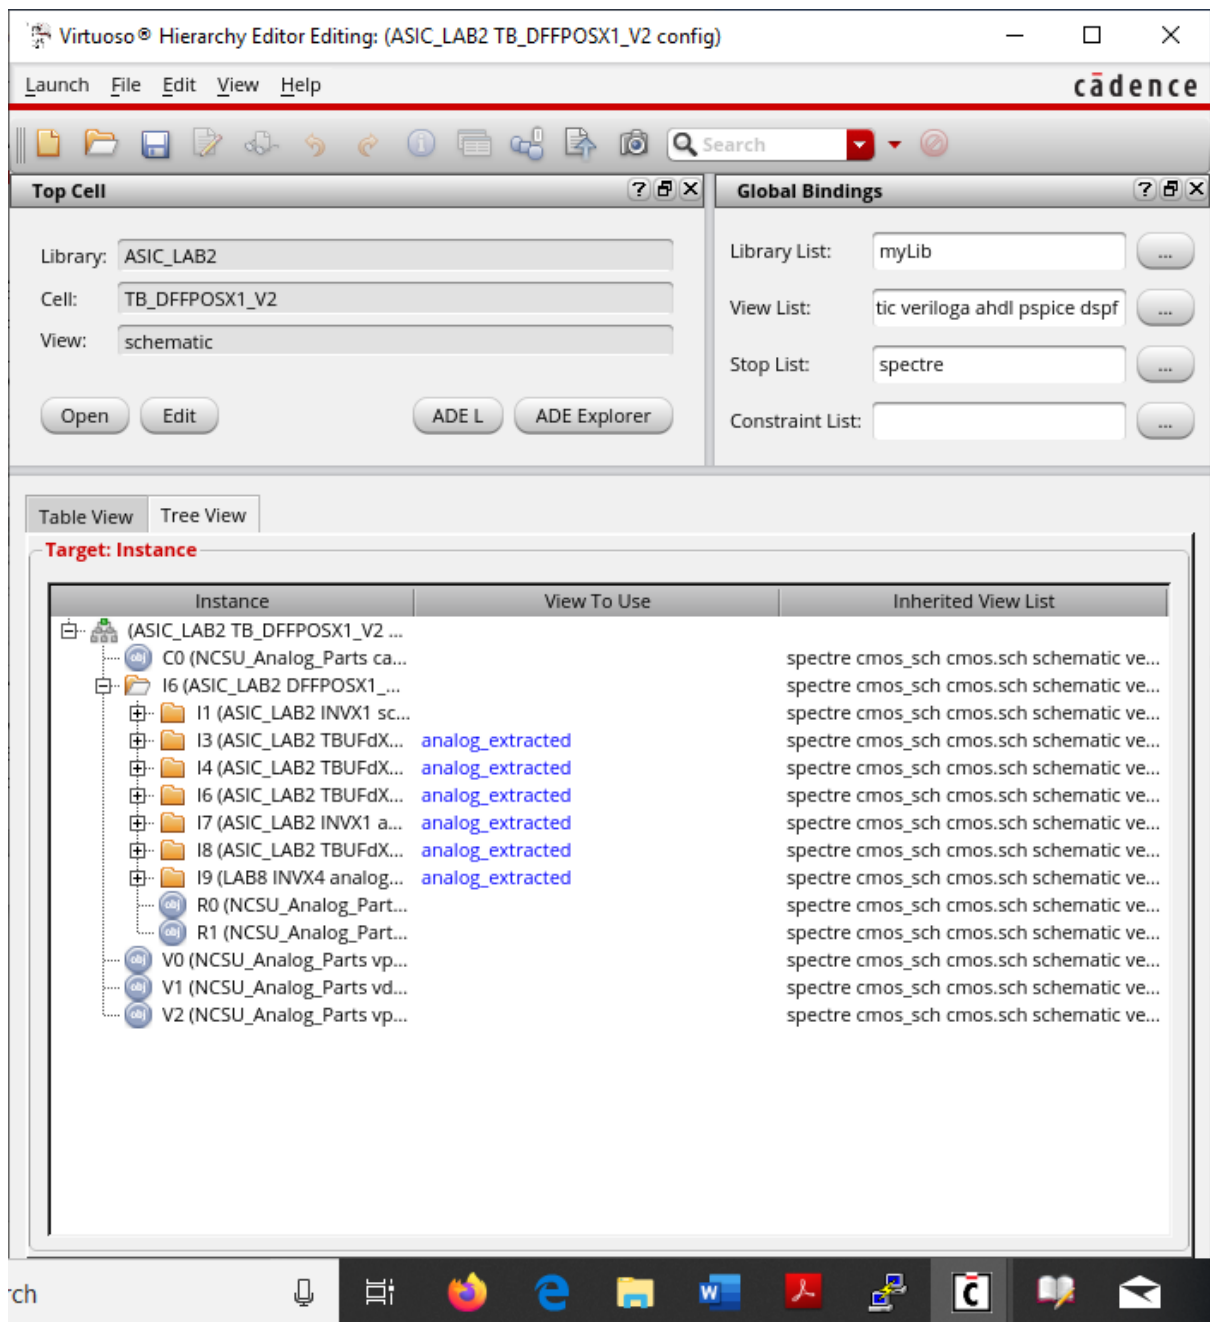 Virtuoso® Hierarchy Editor Editing: (ASIC_LAB2 TB_DFFPOSX1_V2 config)
Launch File Edit View Help cādence
Search
Top Cell
Library: ASIC_LAB2
Cell: TB_DFFPOSX1_V2
View: schematic
Open Edit ADE L ADE Explorer
Global Bindings
Library List: myLib ...
View List: tic veriloga ahdl pspice dspf ...
Stop List: spectre ...
Constraint List: ...
Table View Tree View
Target: Instance
Instance View To Use Inherited View List
(ASIC_LAB2 TB_DFFPOSX1_V2 ...
obj C0 (NCSU_Analog_Parts ca... spectre cmos_sch cmos.sch schematic ve...
I6 (ASIC_LAB2 DFFPOSX1_... spectre cmos_sch cmos.sch schematic ve...
I1 (ASIC_LAB2 INVX1 sc... spectre cmos_sch cmos.sch schematic ve...
I3 (ASIC_LAB2 TBUFdX... analog_extracted spectre cmos_sch cmos.sch schematic ve...
I4 (ASIC_LAB2 TBUFdX... analog_extracted spectre cmos_sch cmos.sch schematic ve...
I6 (ASIC_LAB2 TBUFdX... analog_extracted spectre cmos_sch cmos.sch schematic ve...
I7 (ASIC_LAB2 INVX1 a... analog_extracted spectre cmos_sch cmos.sch schematic ve...
I8 (ASIC_LAB2 TBUFdX... analog_extracted spectre cmos_sch cmos.sch schematic ve...
I9 (LAB8 INVX4 analog... analog_extracted spectre cmos_sch cmos.sch schematic ve...
obj R0 (NCSU_Analog_Part... spectre cmos_sch cmos.sch schematic ve...
obj R1 (NCSU_Analog_Part... spectre cmos_sch cmos.sch schematic ve...
obj V0 (NCSU_Analog_Parts vp... spectre cmos_sch cmos.sch schematic ve...
obj V1 (NCSU_Analog_Parts vd... spectre cmos_sch cmos.sch schematic ve...
obj V2 (NCSU_Analog_Parts vp... spectre cmos_sch cmos.sch schematic ve...
rch